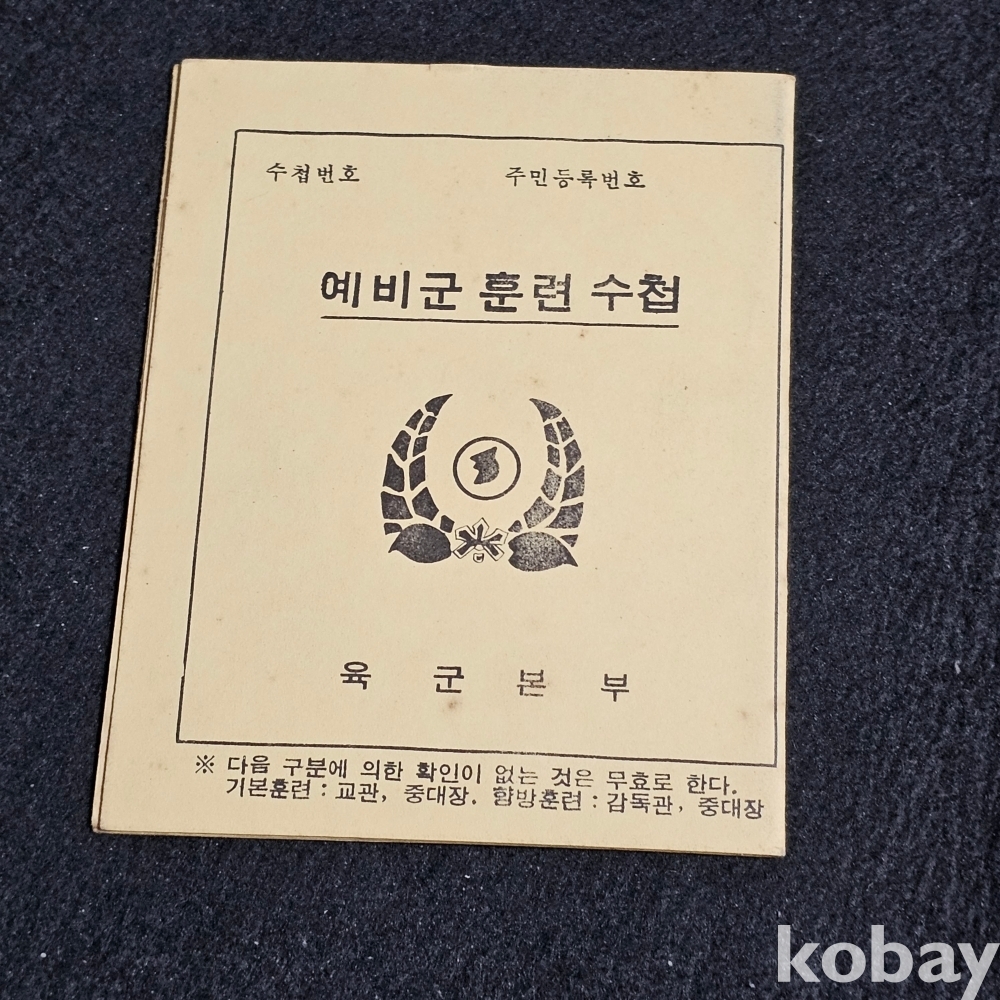 수첩번호 주민등록번호
예비군 훈련 수첩
육군본부
※ 다음 구분에 의한 확인이 없는 것은 무효로 한다.
기본훈련 : 교관, 중대장. 향방훈련 : 감독관, 중대장
kobay